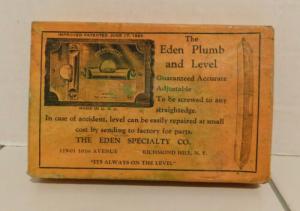 IMPROVED PATENTED JUNE 17, 1924
The
Eden Plumb
and Level
Guaranteed Accurate
Adjustable
To be screwed to any
straightedge.
MADE IN U. S. A.
In case of accident, level can be easily repaired at small
cost by sending to factory for parts.
THE EDEN SPECIALTY CO.
RICHMOND HILL, N. Y.
"ITS ALWAYS ON THE LEVEL"